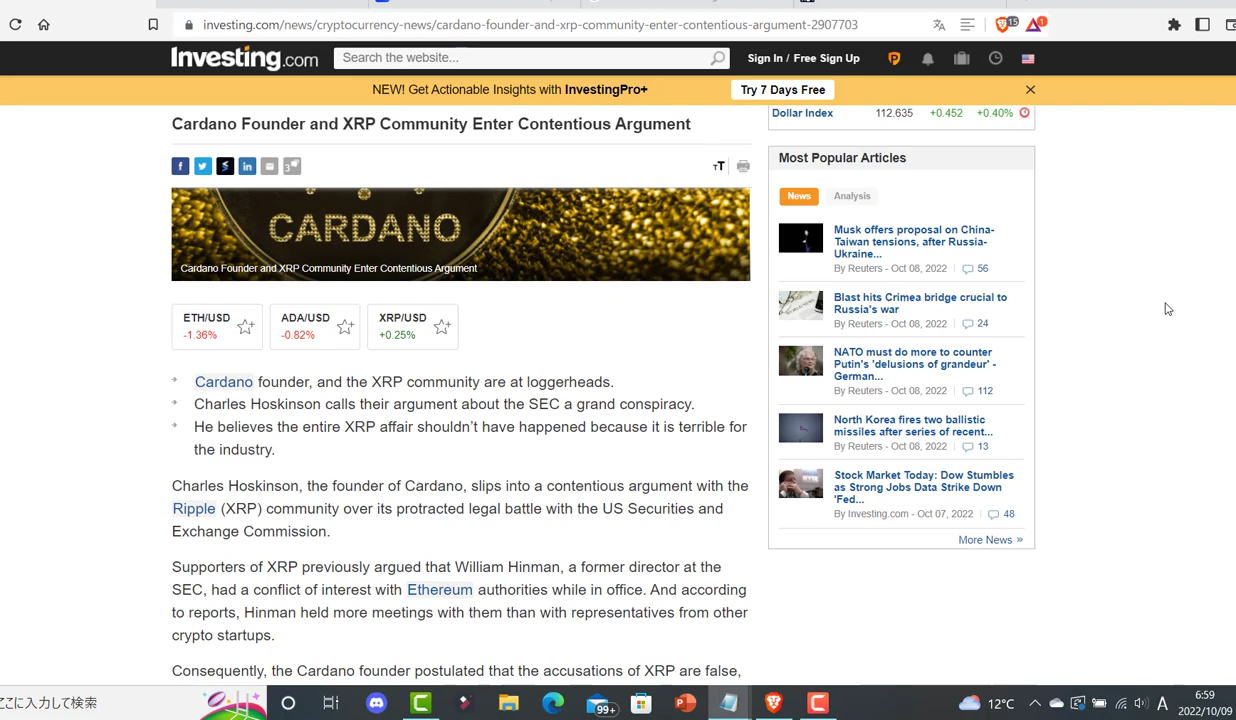 investing.com/news/cryptocurrency-news/cardano-founder-and-xrp-community-enter-contentious-argument-2907703
15
1
Investing.com
Search the website...
Sign In / Free Sign Up
NEW! Get Actionable Insights with InvestingPro+
Try 7 Days Free
Cardano Founder and XRP Community Enter Contentious Argument
3
TT
CARDANO
Cardano Founder and XRP Community Enter Contentious Argument
ETH/USD
-1.36%
ADA/USD
-0.82%
XRP/USD
+0.25%
Cardano founder, and the XRP community are at loggerheads.
Charles Hoskinson calls their argument about the SEC a grand conspiracy.
He believes the entire XRP affair shouldn’t have happened because it is terrible for
the industry.
Charles Hoskinson, the founder of Cardano, slips into a contentious argument with the
Ripple (XRP) community over its protracted legal battle with the US Securities and
Exchange Commission.
Supporters of XRP previously argued that William Hinman, a former director at the
SEC, had a conflict of interest with Ethereum authorities while in office. And according
to reports, Hinman held more meetings with them than with representatives from other
crypto startups.
Consequently, the Cardano founder postulated that the accusations of XRP are false,
Dollar Index 112.635 +0.452 +0.40%
Most Popular Articles
News Analysis
Musk offers proposal on China-
Taiwan tensions, after Russia-
Ukraine...
By Reuters - Oct 08, 2022 56
Blast hits Crimea bridge crucial to
Russia's war
By Reuters - Oct 08, 2022 24
NATO must do more to counter
Putin's 'delusions of grandeur' -
German...
By Reuters - Oct 08, 2022 112
North Korea fires two ballistic
missiles after series of recent...
By Reuters - Oct 08, 2022 13
Stock Market Today: Dow Stumbles
as Strong Jobs Data Strike Down
'Fed...
By Investing.com - Oct 07, 2022 48
More News »
ここに入力して検索
99+
12°C
A
6:59
2022/10/09